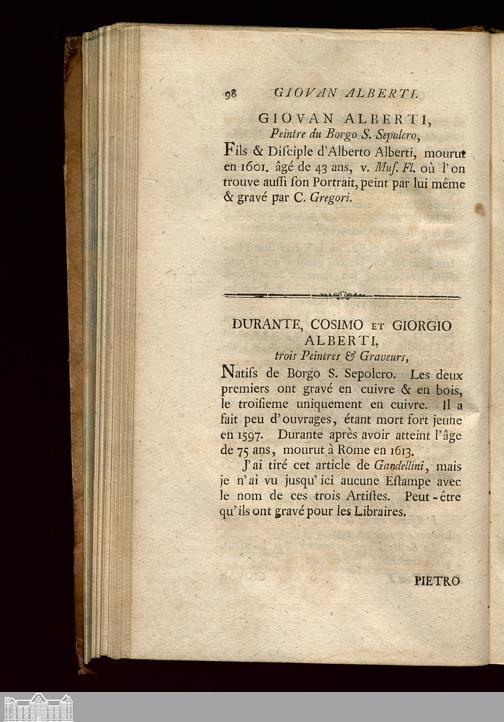 98 GIOVAN ALBERTI.
GIOVAN ALBERTI,
Peintre du Borgo S. Sepulcro,
Fils & Diſciple d'Alberto Alberti, mourut
en 1601. âgé de 43 ans, v. Muſ. Fl. où l'on
trouve auſſi ſon Portrait, peint par lui même
& gravé par C. Gregori.
DURANTE, COSIMO ET GIORGIO
ALBERTI,
trois Peintres & Graveurs,
Natifs de Borgo S. Sepolcro. Les deux
premiers ont gravé en cuivre & en bois,
le troiſieme uniquement en cuivre. Il a
fait peu d'ouvrages, étant mort fort jeune
en 1597. Durante après avoir atteint l'âge
de 75 ans, mourut à Rome en 1613.
J'ai tiré cet article de Gandellini, mais
je n'ai vu jusqu'ici aucune Eſtampe avec
le nom de ces trois Artiſtes. Peut-être
qu'ils ont gravé pour les Libraires.
PIETRO